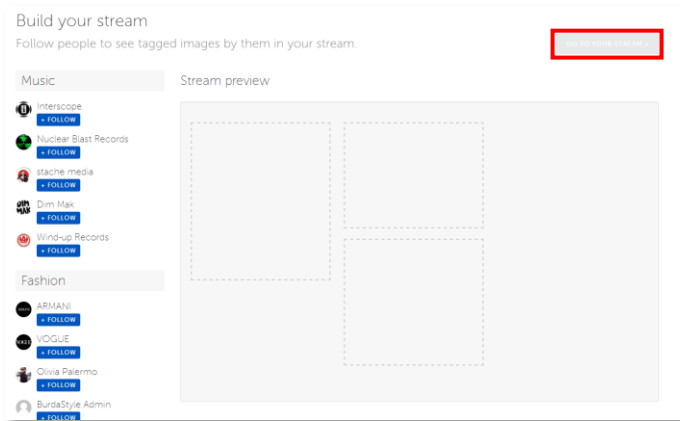 Build your stream
Follow people to see tagged images by them in your stream.
GO TO YOUR STREAM »
Music
Stream preview
Interscope
+ FOLLOW
Nuclear Blast Records
+ FOLLOW
stache media
+ FOLLOW
DIM MAK
Dim Mak
+ FOLLOW
Wind-up Records
+ FOLLOW
Fashion
ARMANI
+ FOLLOW
VOGUE
+ FOLLOW
Olivia Palermo
+ FOLLOW
BurdaStyle Admin
+ FOLLOW